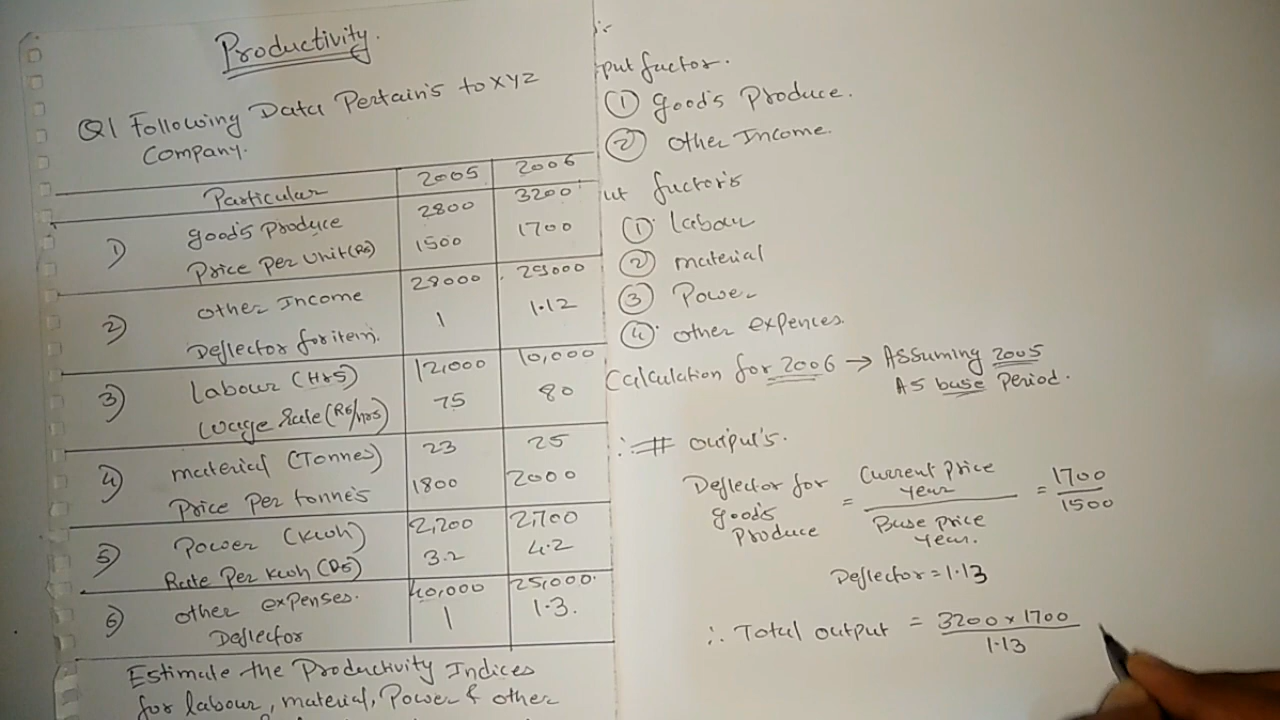 Productivity.
Q1 Following Data Pertain's to XYZ
Company.
Particular 2005 2006
1) good's produce 2800 3200
Price Per Unit (Rs) 1500 1700
2) other Income 28000 29000
Deflector for item. 1 1.12
3) Labour (Hrs) 12,000 10,000
Wage Rate (Rs/hrs) 75 80
4) material (Tonnes) 23 25
Price Per tonne's 1800 2000
5) Power (Kwh) 2,200 2,700
Rate Per Kwh (Rs) 3.2 4.2
6) other expenses. 40,000 25,000.
Deflector 1 1.3.
Estimate the Productivity Indices
for labour, material, Power & other
:-
put factor.
① good's Produce.
② other Income.
ut factor's
① labour
② material
③ Power
④ other expences.
Calculation for 2006 → Assuming 2005
AS base Period.
∴ # output's.
Deflector for good's Produce = Current price year / Base price year. = 1700 / 1500
Deflector = 1.13
∴ Total output = 3200 x 1700 / 1.13